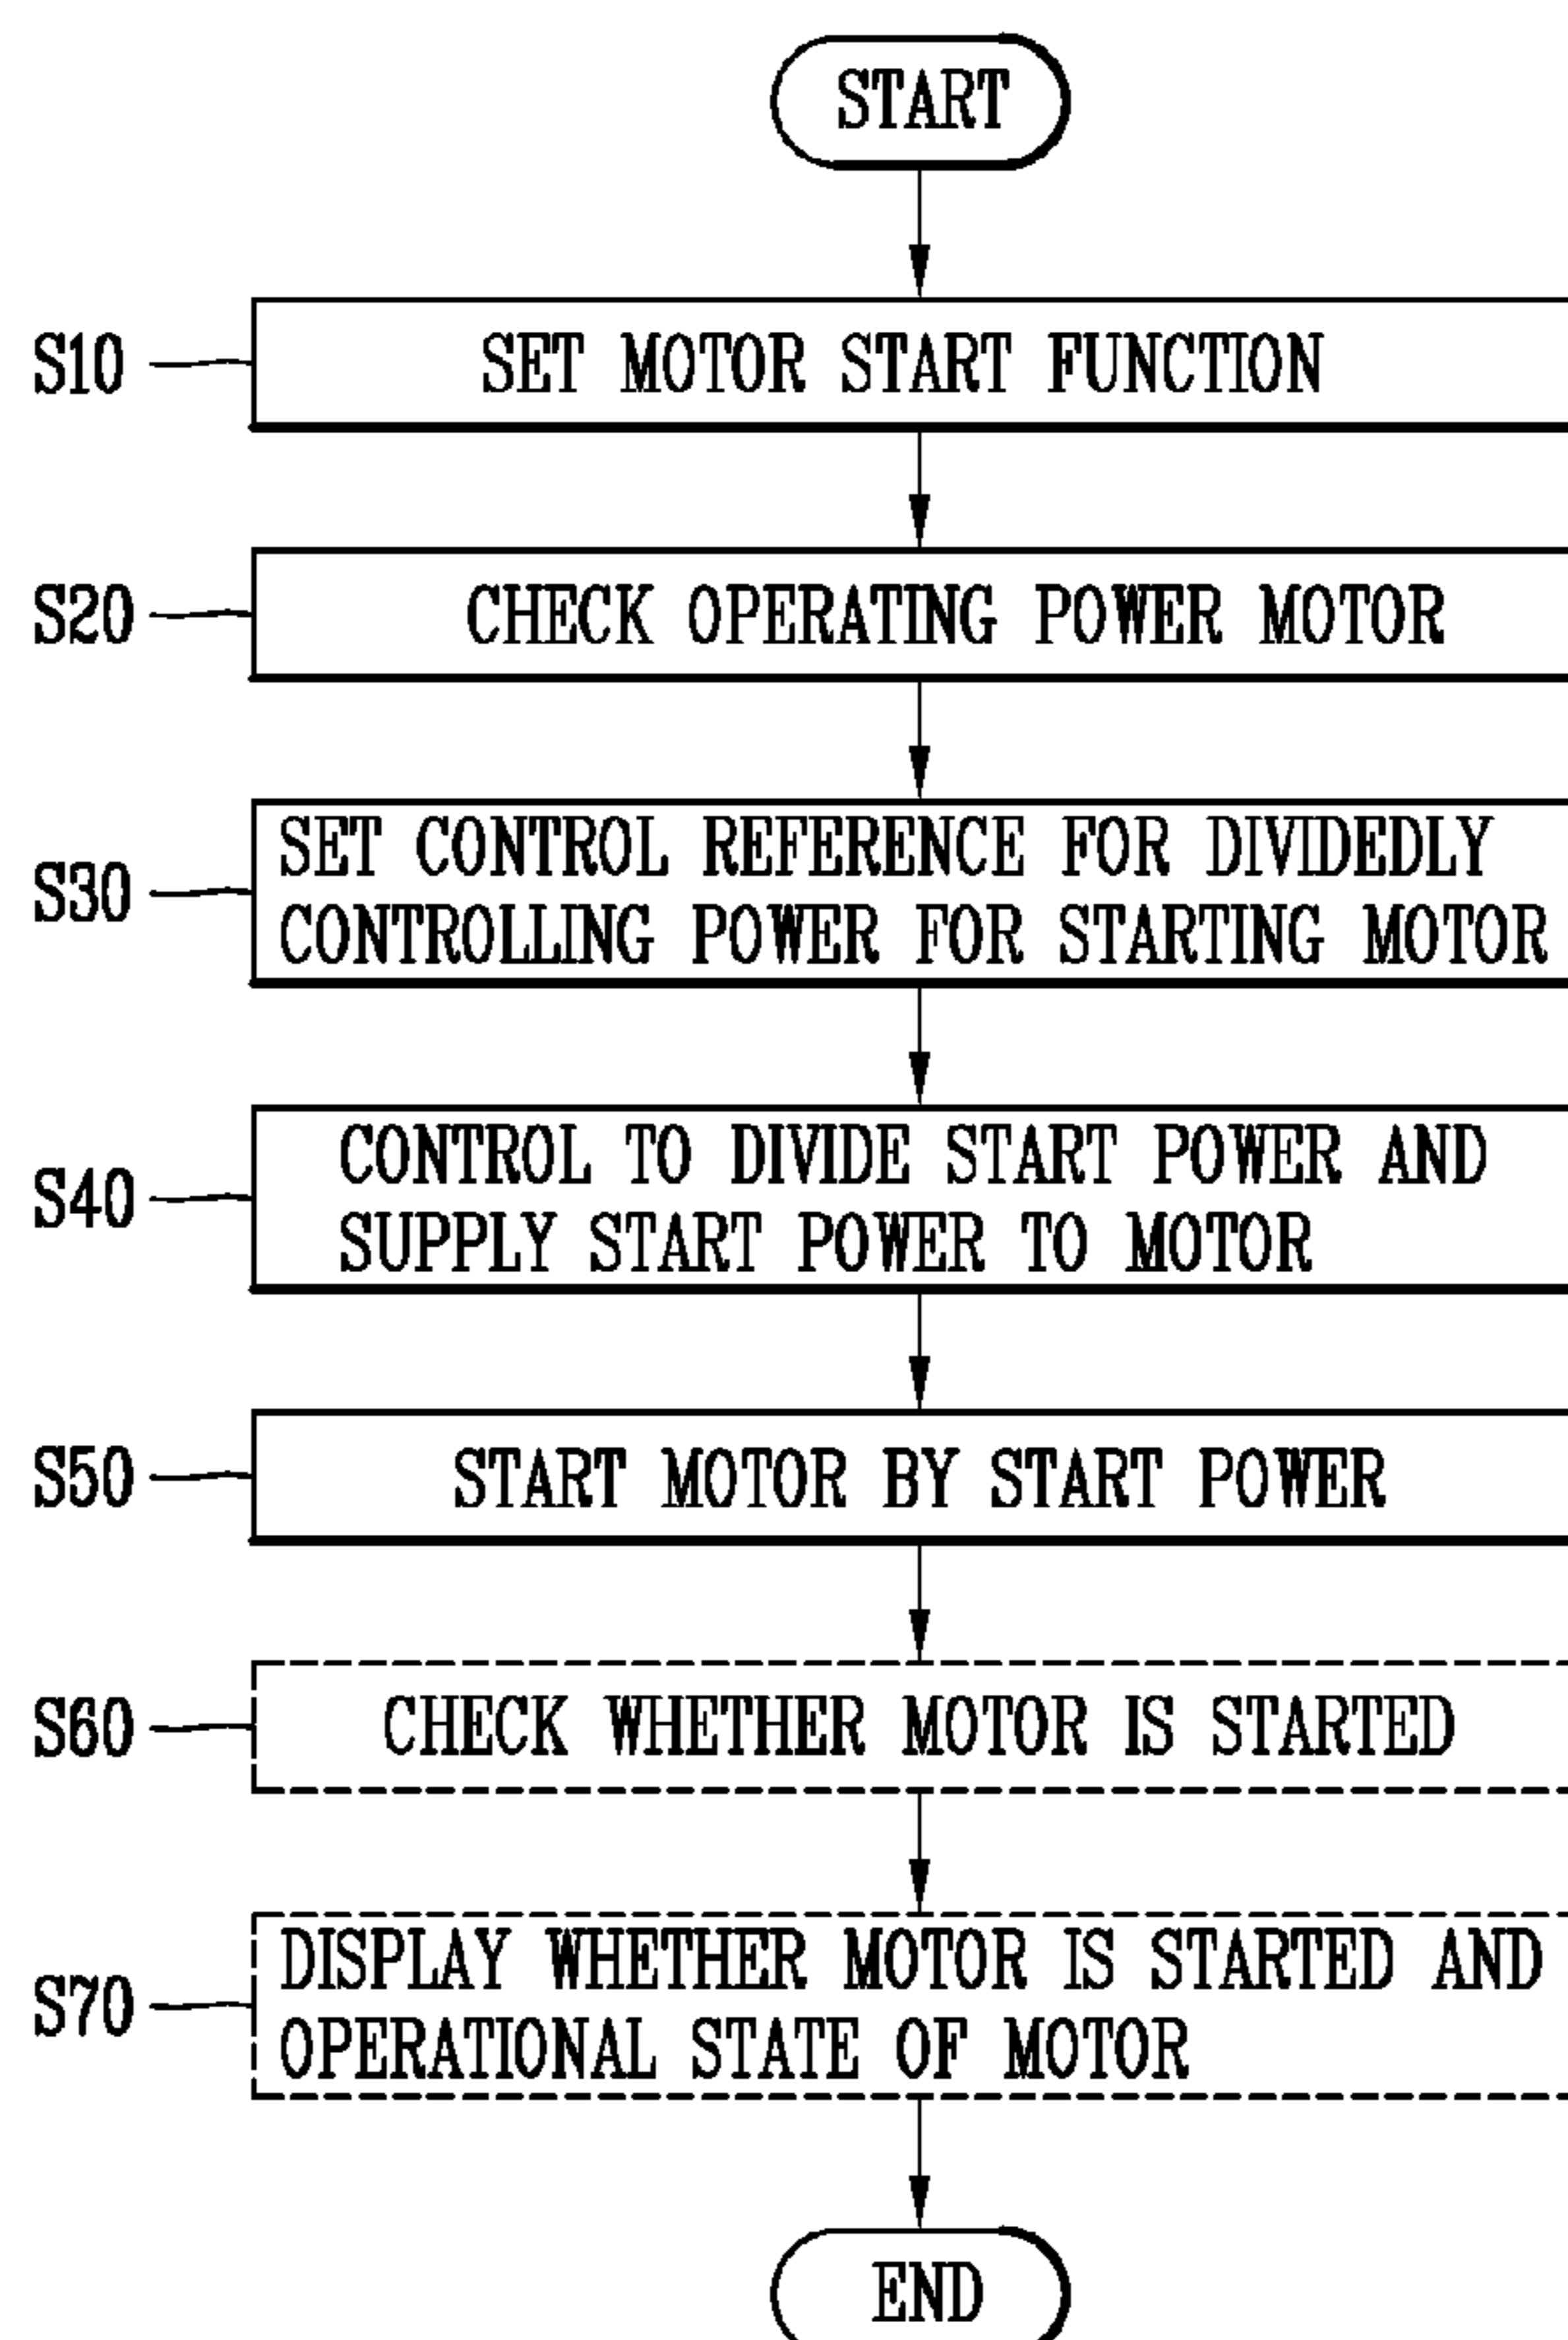 START
S10
SET MOTOR START FUNCTION
S20
CHECK OPERATING POWER MOTOR
S30
SET CONTROL REFERENCE FOR DIVIDEDLY
CONTROLLING POWER FOR STARTING MOTOR
S40
CONTROL TO DIVIDE START POWER AND
SUPPLY START POWER TO MOTOR
S50
START MOTOR BY START POWER
S60
CHECK WHETHER MOTOR IS STARTED
S70
DISPLAY WHETHER MOTOR IS STARTED AND
OPERATIONAL STATE OF MOTOR
END